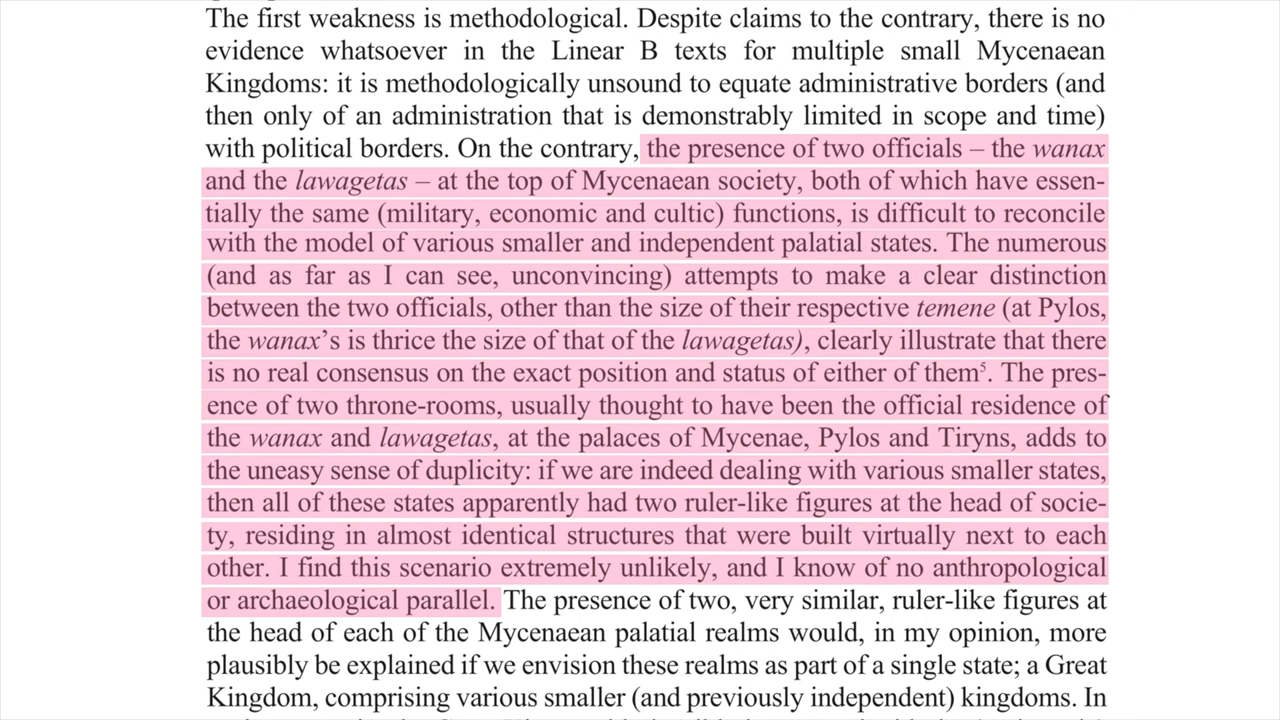 The first weakness is methodological. Despite claims to the contrary, there is no
evidence whatsoever in the Linear B texts for multiple small Mycenaean
Kingdoms: it is methodologically unsound to equate administrative borders (and
then only of an administration that is demonstrably limited in scope and time)
with political borders. On the contrary, the presence of two officials – the wanax
and the lawagetas – at the top of Mycenaean society, both of which have essen-
tially the same (military, economic and cultic) functions, is difficult to reconcile
with the model of various smaller and independent palatial states. The numerous
(and as far as I can see, unconvincing) attempts to make a clear distinction
between the two officials, other than the size of their respective temene (at Pylos,
the wanax's is thrice the size of that of the lawagetas), clearly illustrate that there
is no real consensus on the exact position and status of either of them⁵. The pres-
ence of two throne-rooms, usually thought to have been the official residence of
the wanax and lawagetas, at the palaces of Mycenae, Pylos and Tiryns, adds to
the uneasy sense of duplicity: if we are indeed dealing with various smaller states,
then all of these states apparently had two ruler-like figures at the head of socie-
ty, residing in almost identical structures that were built virtually next to each
other. I find this scenario extremely unlikely, and I know of no anthropological
or archaeological parallel. The presence of two, very similar, ruler-like figures at
the head of each of the Mycenaean palatial realms would, in my opinion, more
plausibly be explained if we envision these realms as part of a single state; a Great
Kingdom, comprising various smaller (and previously independent) kingdoms. In